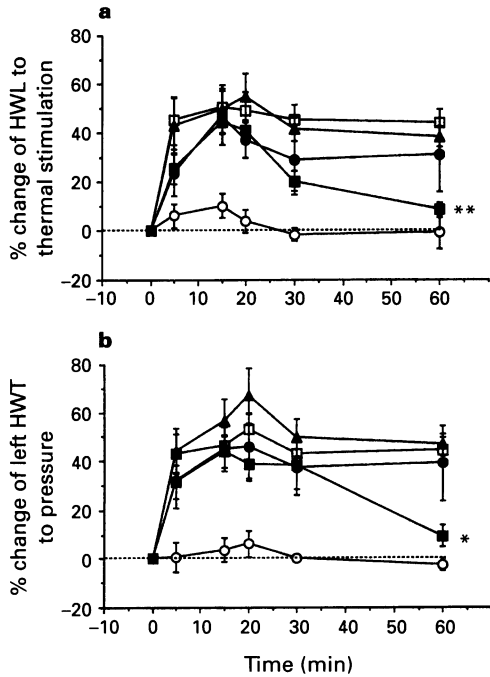 a
80
60
40
20
0
−20
% change of HWL to
thermal stimulation
**
−10 0 10 20 30 40 50 60 70
b
80
60
40
20
0
−20
% change of left HWT
to pressure
*
−10 0 10 20 30 40 50 60 70
Time (min)